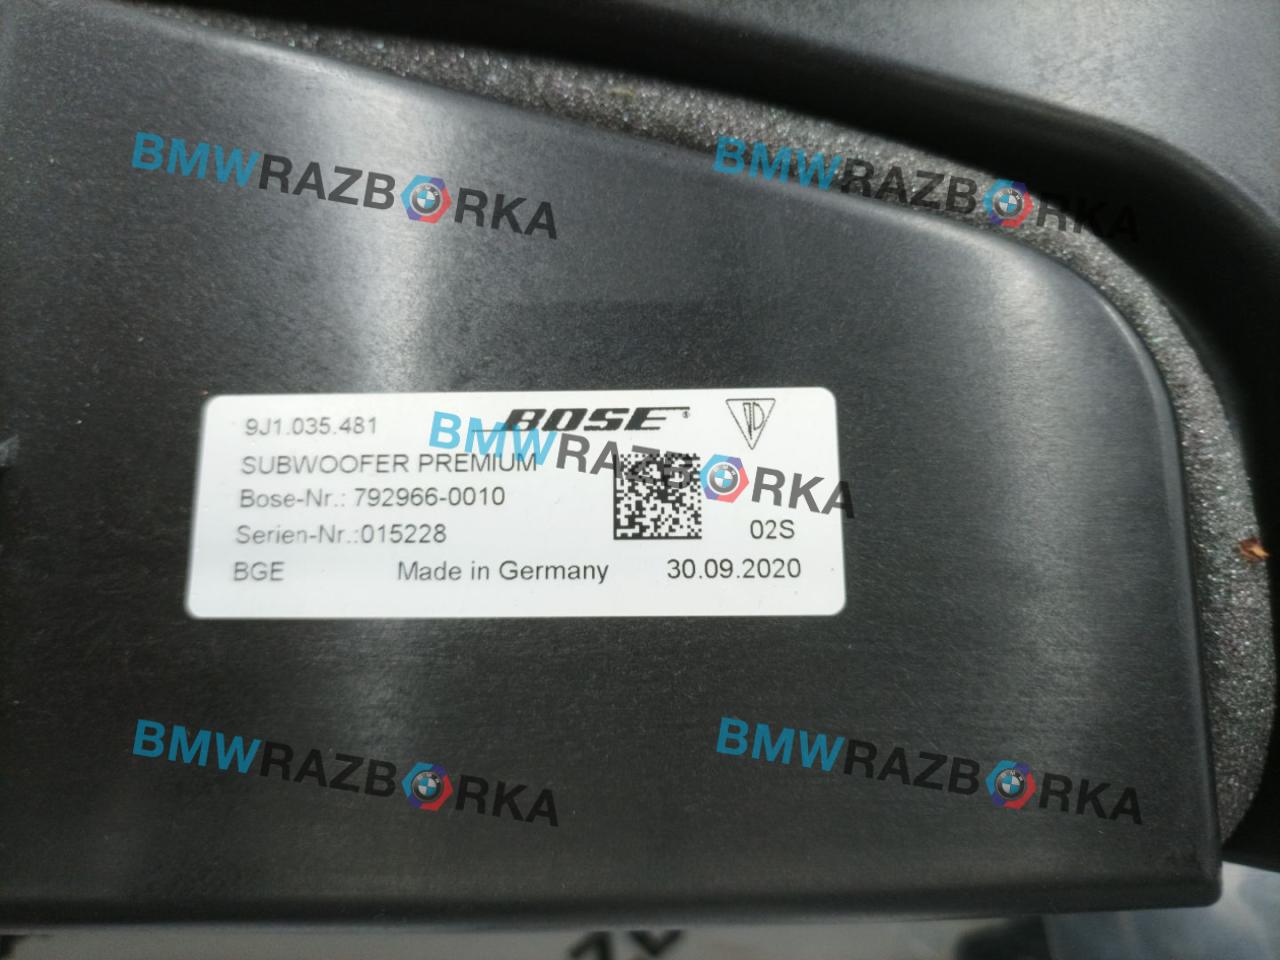 BMWRAZBORKA
BMWRAZBORKA
9J1.035.481
BOSE
BMWRAZBORKA
SUBWOOFER PREMIUM
Bose-Nr.: 792966-0010
Serien-Nr.:015228
02S
BGE
Made in Germany
30.09.2020
BMWRAZBORKA
BMWRAZBORKA